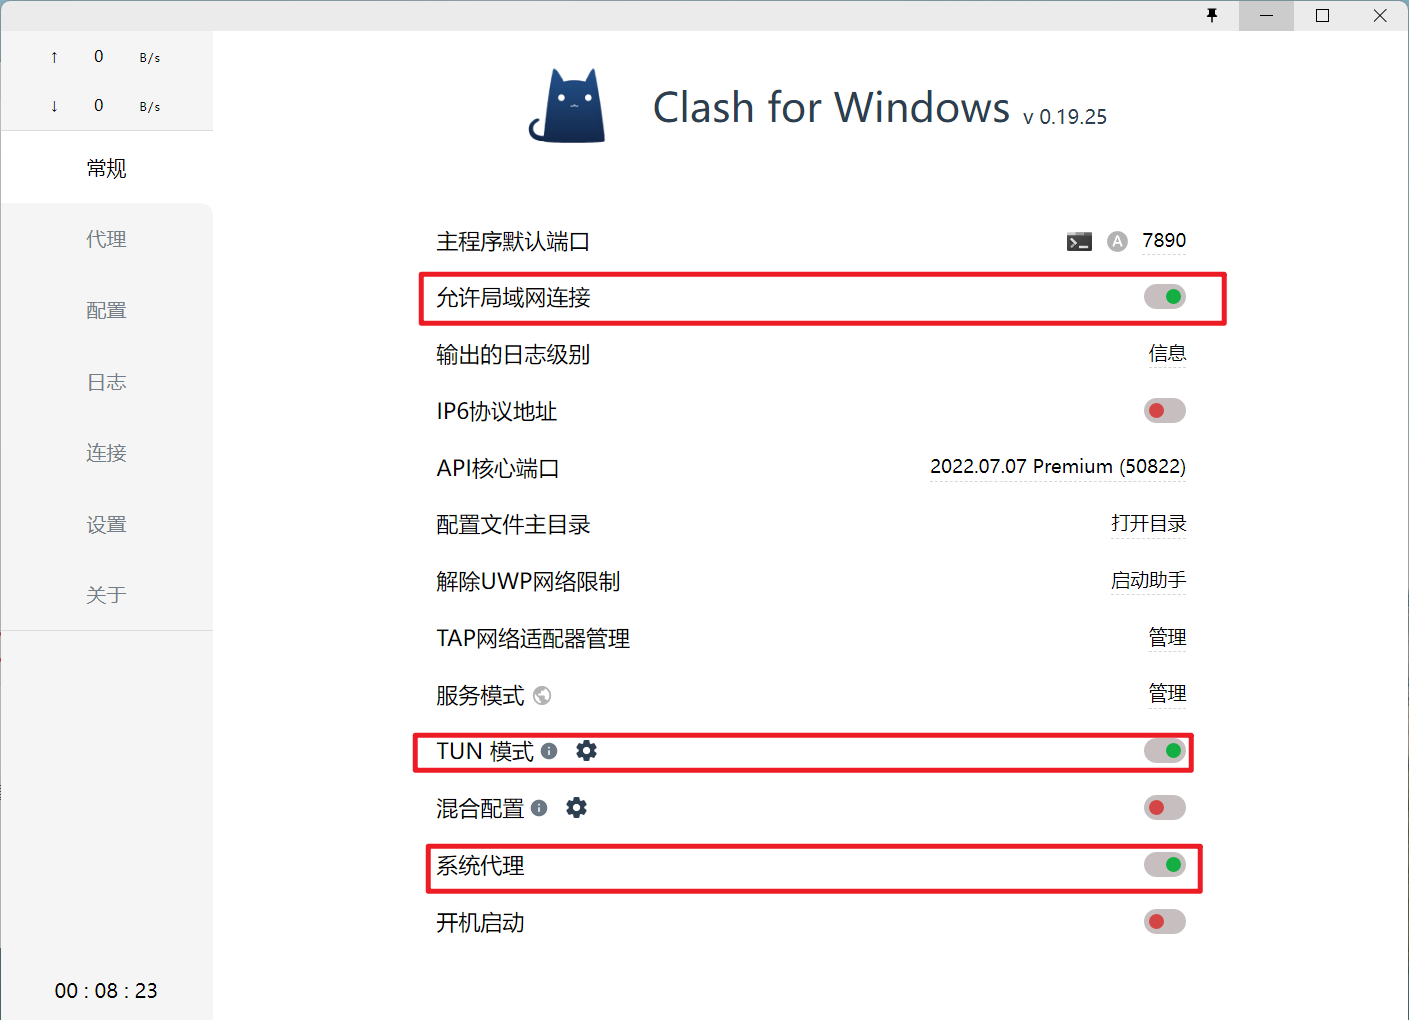 ↑ 0 B/s
↓ 0 B/s
常规
代理
配置
日志
连接
设置
关于
00 : 08 : 23
Clash for Windows v 0.19.25
主程序默认端口 A 7890
允许局域网连接
输出的日志级别 信息
IP6协议地址
API核心端口 2022.07.07 Premium (50822)
配置文件主目录 打开目录
解除UWP网络限制 启动助手
TAP网络适配器管理 管理
服务模式 管理
TUN 模式
混合配置
系统代理
开机启动